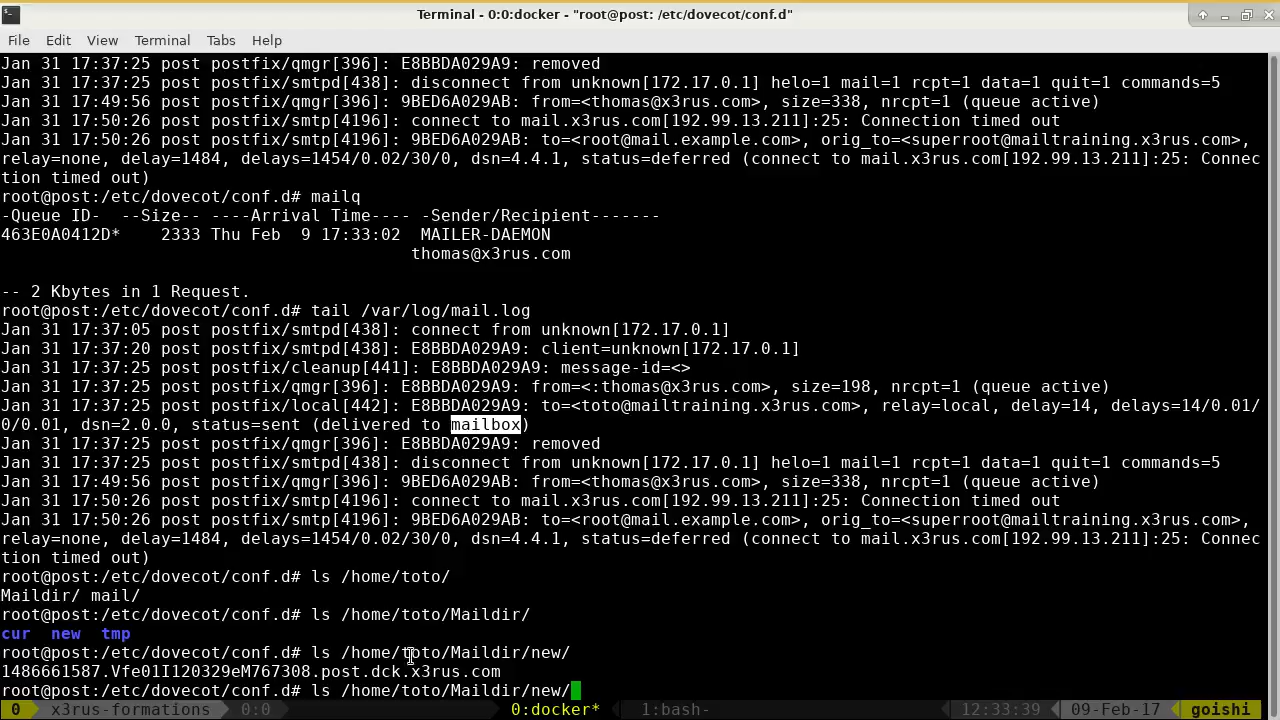 Terminal - 0:0:docker - "root@post: /etc/dovecot/conf.d"
File Edit View Terminal Tabs Help
Jan 31 17:37:25 post postfix/qmgr[396]: E8BBDA029A9: removed
Jan 31 17:37:25 post postfix/smtpd[438]: disconnect from unknown[172.17.0.1] helo=1 mail=1 rcpt=1 data=1 quit=1 commands=5
Jan 31 17:49:56 post postfix/qmgr[396]: 9BED6A029AB: from=<thomas@x3rus.com>, size=338, nrcpt=1 (queue active)
Jan 31 17:50:26 post postfix/smtp[4196]: connect to mail.x3rus.com[192.99.13.211]:25: Connection timed out
Jan 31 17:50:26 post postfix/smtp[4196]: 9BED6A029AB: to=<root@mail.example.com>, orig_to=<superroot@mailtraining.x3rus.com>,
relay=none, delay=1484, delays=1454/0.02/30/0, dsn=4.4.1, status=deferred (connect to mail.x3rus.com[192.99.13.211]:25: Connec
tion timed out)
root@post:/etc/dovecot/conf.d# mailq
-Queue ID-  --Size-- ----Arrival Time---- -Sender/Recipient-------
463E0A0412D*    2333 Thu Feb  9 17:33:02  MAILER-DAEMON
thomas@x3rus.com
-- 2 Kbytes in 1 Request.
root@post:/etc/dovecot/conf.d# tail /var/log/mail.log
Jan 31 17:37:05 post postfix/smtpd[438]: connect from unknown[172.17.0.1]
Jan 31 17:37:20 post postfix/smtpd[438]: E8BBDA029A9: client=unknown[172.17.0.1]
Jan 31 17:37:25 post postfix/cleanup[441]: E8BBDA029A9: message-id=<>
Jan 31 17:37:25 post postfix/qmgr[396]: E8BBDA029A9: from=<:thomas@x3rus.com>, size=198, nrcpt=1 (queue active)
Jan 31 17:37:25 post postfix/local[442]: E8BBDA029A9: to=<toto@mailtraining.x3rus.com>, relay=local, delay=14, delays=14/0.01/
0/0.01, dsn=2.0.0, status=sent (delivered to mailbox)
Jan 31 17:37:25 post postfix/qmgr[396]: E8BBDA029A9: removed
Jan 31 17:37:25 post postfix/smtpd[438]: disconnect from unknown[172.17.0.1] helo=1 mail=1 rcpt=1 data=1 quit=1 commands=5
Jan 31 17:49:56 post postfix/qmgr[396]: 9BED6A029AB: from=<thomas@x3rus.com>, size=338, nrcpt=1 (queue active)
Jan 31 17:50:26 post postfix/smtp[4196]: connect to mail.x3rus.com[192.99.13.211]:25: Connection timed out
Jan 31 17:50:26 post postfix/smtp[4196]: 9BED6A029AB: to=<root@mail.example.com>, orig_to=<superroot@mailtraining.x3rus.com>,
relay=none, delay=1484, delays=1454/0.02/30/0, dsn=4.4.1, status=deferred (connect to mail.x3rus.com[192.99.13.211]:25: Connec
tion timed out)
root@post:/etc/dovecot/conf.d# ls /home/toto/
Maildir/ mail/
root@post:/etc/dovecot/conf.d# ls /home/toto/Maildir/
cur  new  tmp
root@post:/etc/dovecot/conf.d# ls /home/toto/Maildir/new/
1486661587.Vfe01I120329eM767308.post.dck.x3rus.com
root@post:/etc/dovecot/conf.d# ls /home/toto/Maildir/new/
0 x3rus-formations 0:0 0:docker* 1:bash- 12:33:39 09-Feb-17 goishi